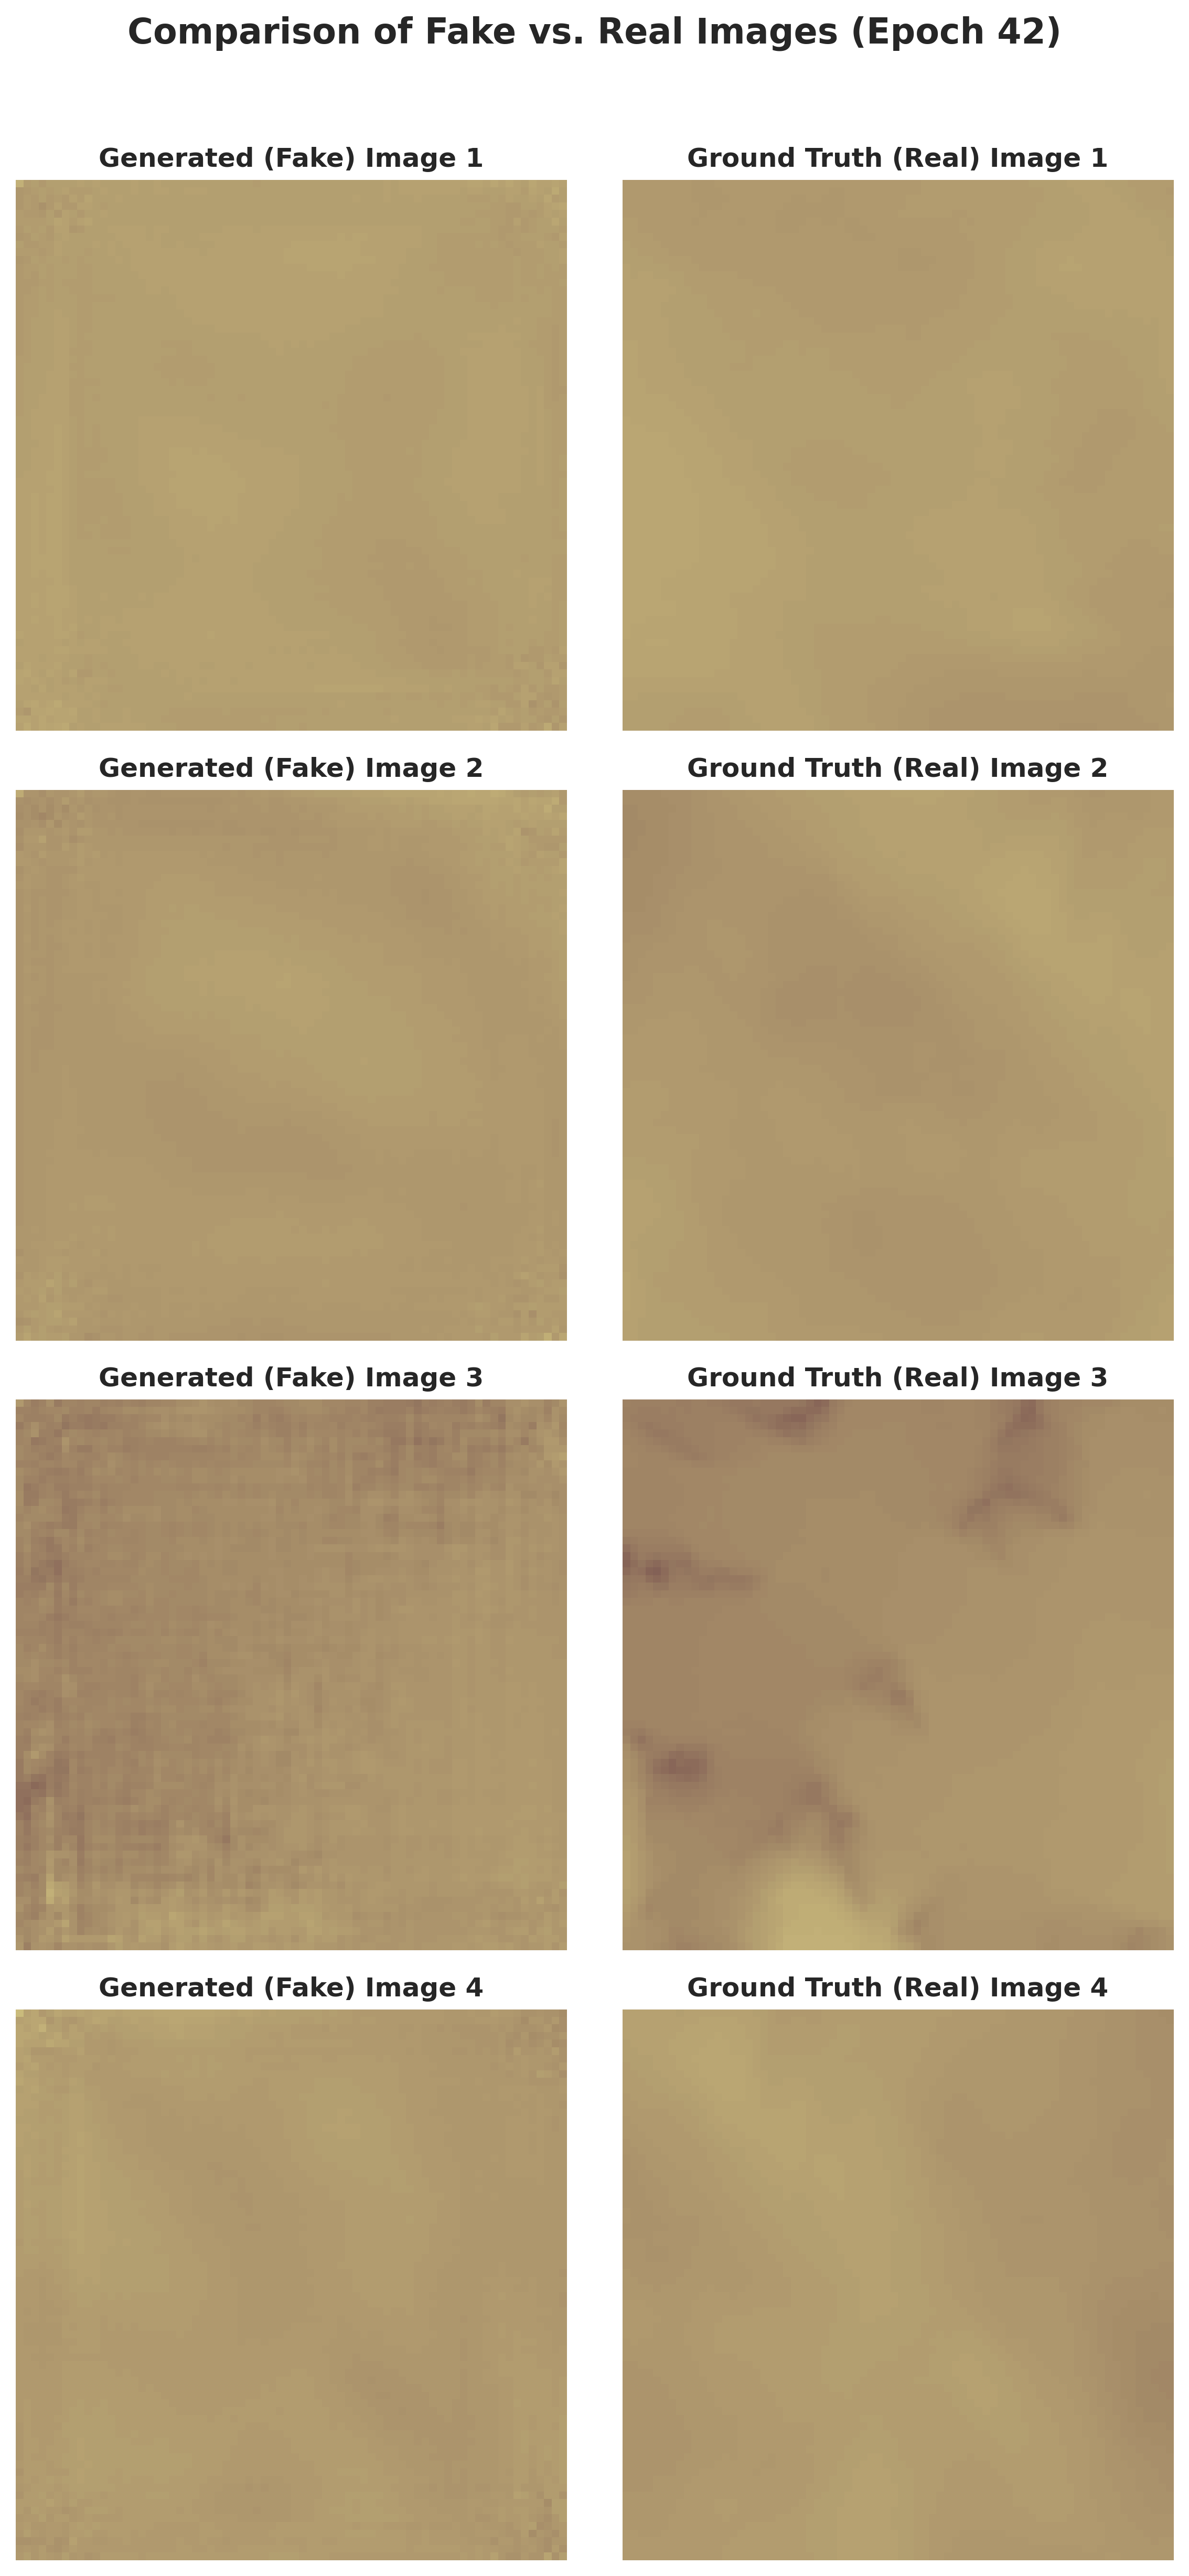 Comparison of Fake vs. Real Images (Epoch 42)
Generated (Fake) Image 1
Ground Truth (Real) Image 1
Generated (Fake) Image 2
Ground Truth (Real) Image 2
Generated (Fake) Image 3
Ground Truth (Real) Image 3
Generated (Fake) Image 4
Ground Truth (Real) Image 4